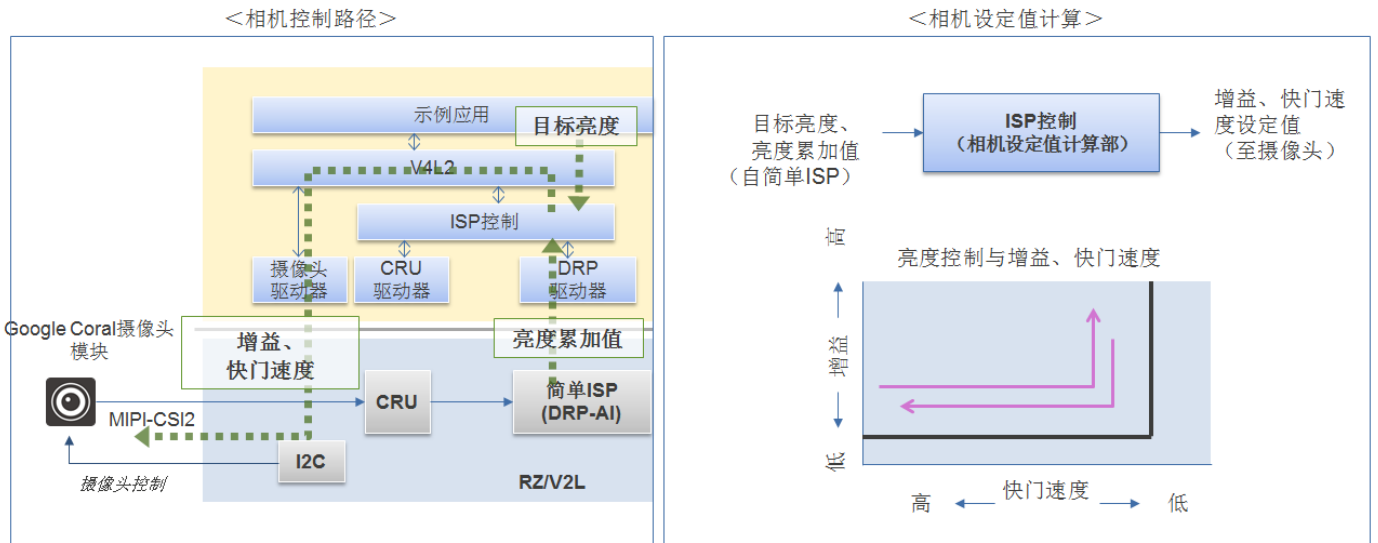 ＜相机控制路径＞
示例应用
目标亮度
V4L2
ISP控制
摄像头
驱动器
CRU
驱动器
DRP
驱动器
Google Coral摄像头
模块
增益、
快门速度
亮度累加值
CRU
简单ISP
(DRP-AI)
MIPI-CSI2
I2C
摄像头控制
RZ/V2L
＜相机设定值计算＞
目标亮度、
亮度累加值
（自简单ISP）
ISP控制
（相机设定值计算部）
增益、快门速
度设定值
（至摄像头）
亮度控制与增益、快门速度
高
增益
低
高
快门速度
低